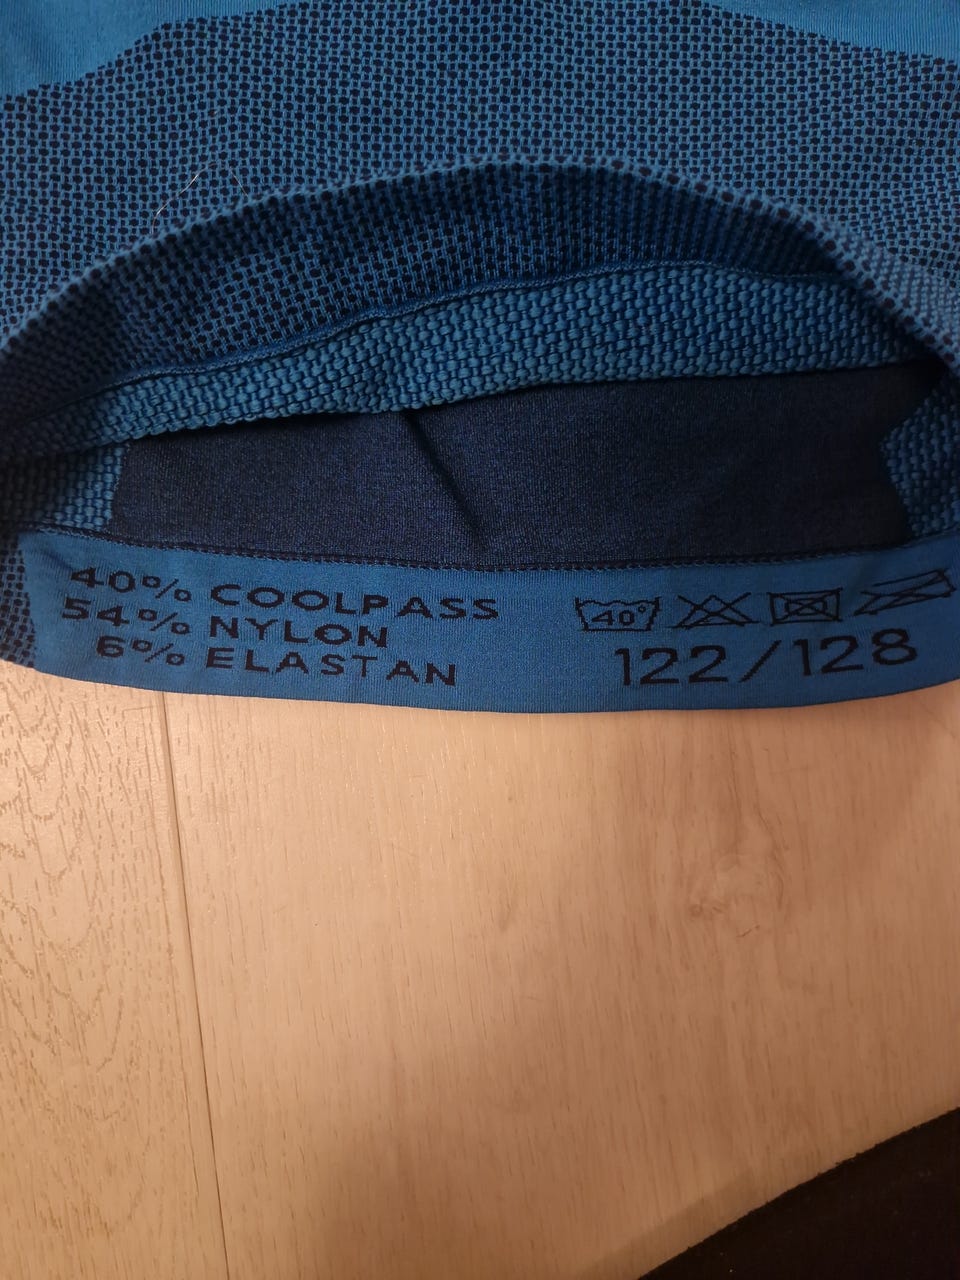 40% COOLPASS
54% NYLON
6% ELASTAN
40°
122/128